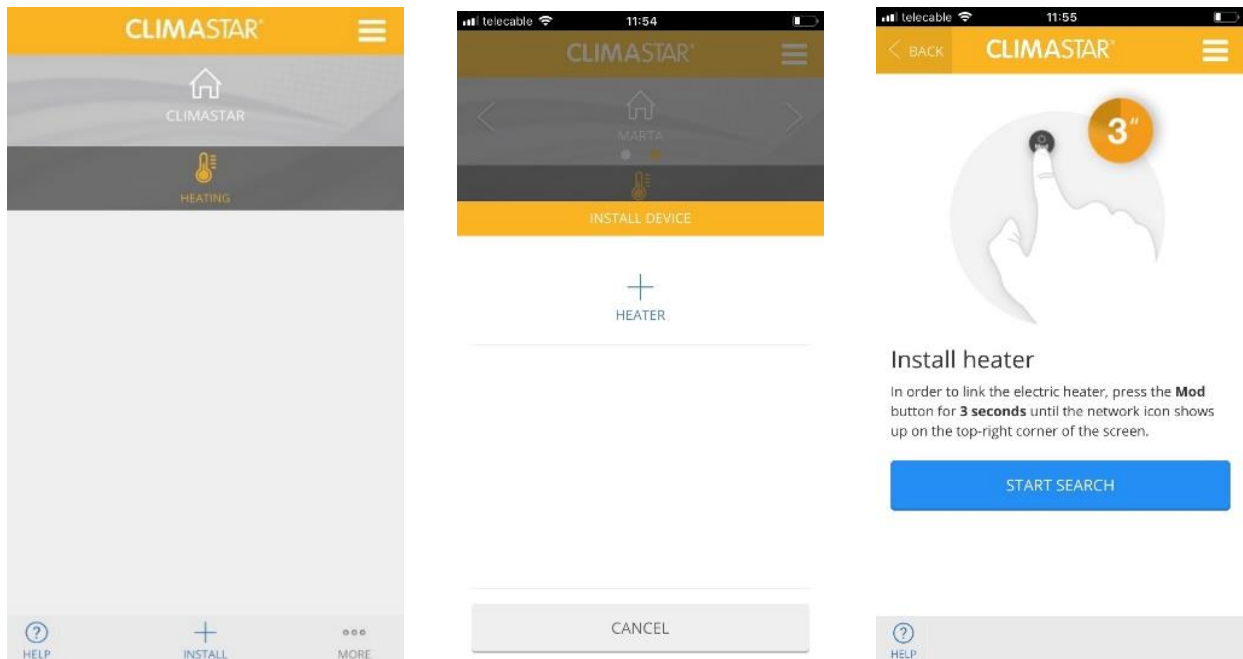 CLIMASTAR
CLIMASTAR
HEATING
HELP
INSTALL
MORE
telecable
11:54
CLIMASTAR
MARTA
INSTALL DEVICE
HEATER
CANCEL
telecable
11:55
BACK
CLIMASTAR
3"
Mod
Install heater
In order to link the electric heater, press the Mod
button for 3 seconds until the network icon shows
up on the top-right corner of the screen.
START SEARCH
HELP